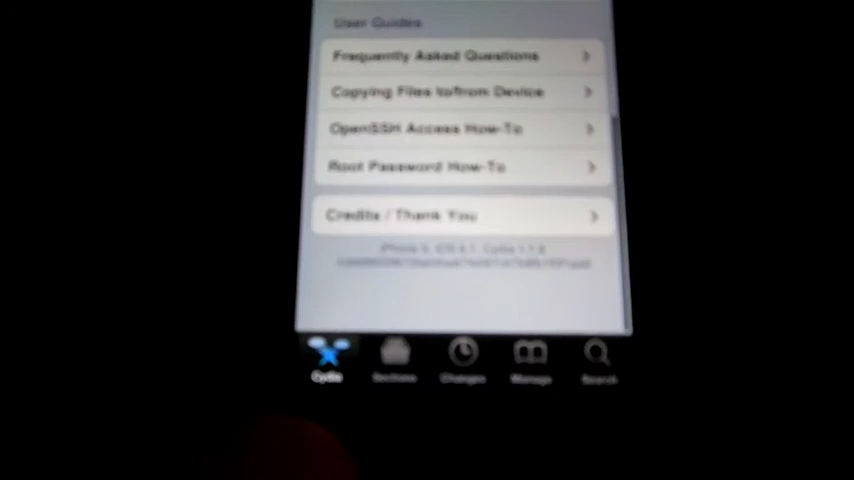 User Guides
Frequently Asked Questions
Copying Files to/from Device
OpenSSH Access How-To
Root Password How-To
Credits / Thank You
Cydia
Sections
Changes
Manage
Search